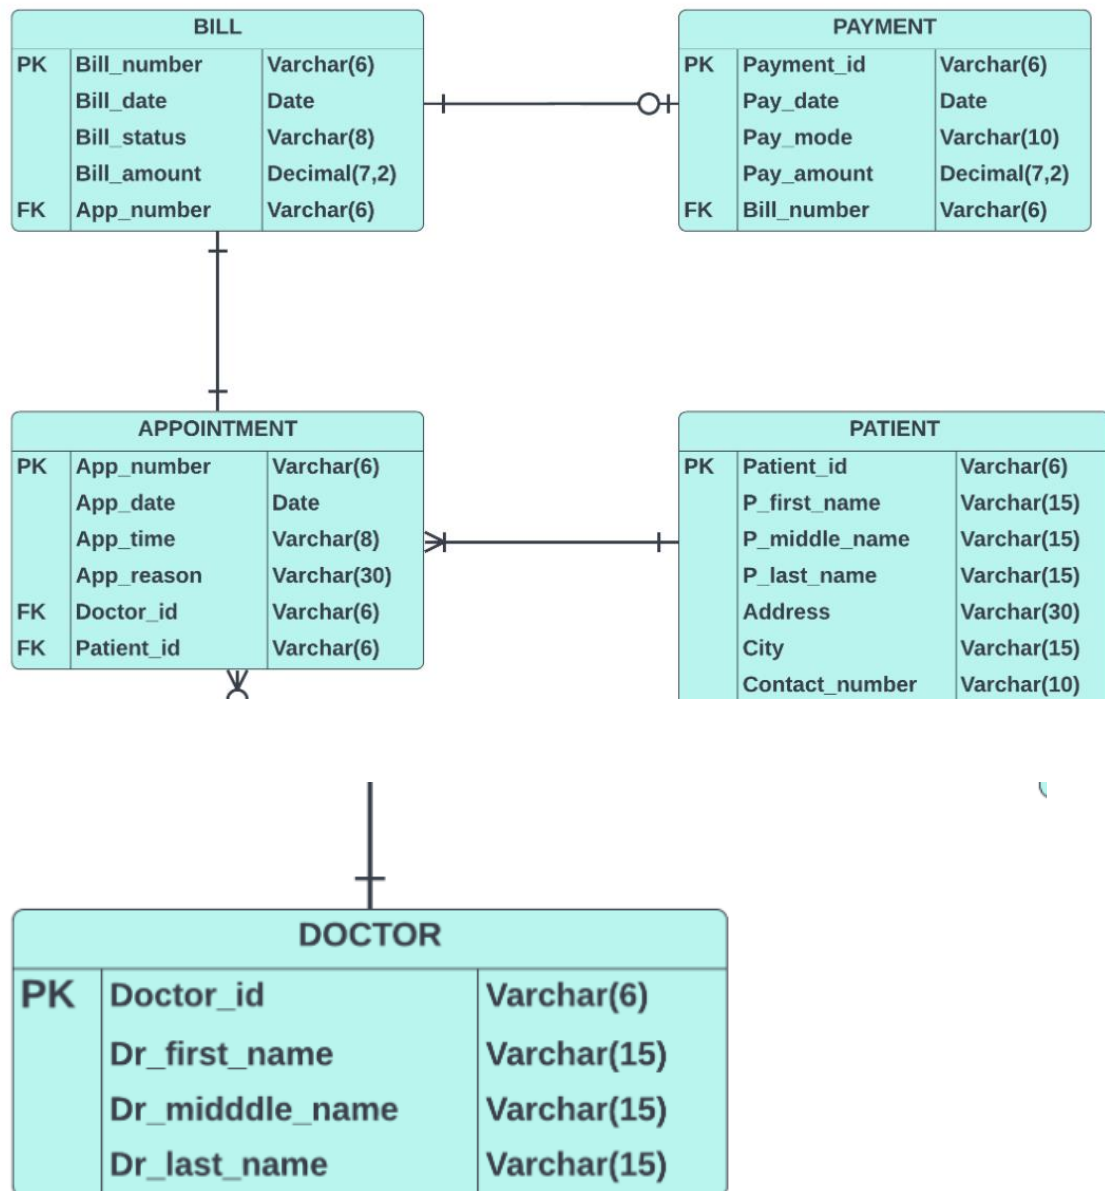 BILL
PK Bill_number Varchar(6)
Bill_date Date
Bill_status Varchar(8)
Bill_amount Decimal(7,2)
FK App_number Varchar(6)
PAYMENT
PK Payment_id Varchar(6)
Pay_date Date
Pay_mode Varchar(10)
Pay_amount Decimal(7,2)
FK Bill_number Varchar(6)
APPOINTMENT
PK App_number Varchar(6)
App_date Date
App_time Varchar(8)
App_reason Varchar(30)
FK Doctor_id Varchar(6)
FK Patient_id Varchar(6)
PATIENT
PK Patient_id Varchar(6)
P_first_name Varchar(15)
P_middle_name Varchar(15)
P_last_name Varchar(15)
Address Varchar(30)
City Varchar(15)
Contact_number Varchar(10)
DOCTOR
PK Doctor_id Varchar(6)
Dr_first_name Varchar(15)
Dr_midddle_name Varchar(15)
Dr_last_name Varchar(15)